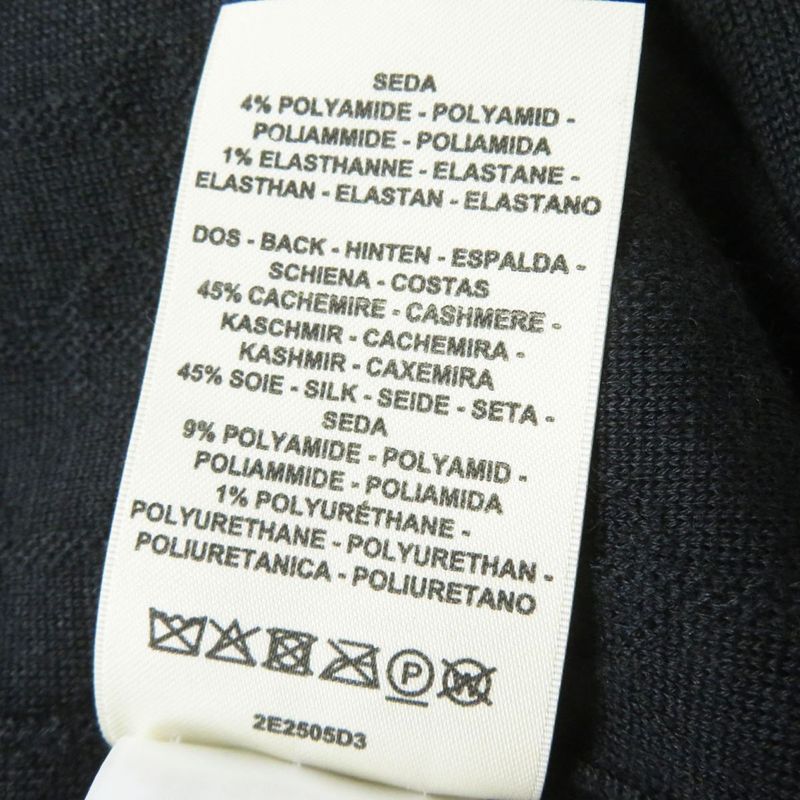 SEDA
4% POLYAMIDE - POLYAMID -
POLIAMMIDE - POLIAMIDA
1% ELASTHANNE - ELASTANE -
ELASTHAN - ELASTAN - ELASTANO
DOS - BACK - HINTEN - ESPALDA -
SCHIENA - COSTAS
45% CACHEMIRE - CASHMERE -
KASCHMIR - CACHEMIRA -
KASHMIR - CAXEMIRA
45% SOIE - SILK - SEIDE - SETA -
SEDA
9% POLYAMIDE - POLYAMID -
POLIAMMIDE - POLIAMIDA
1% POLYURÉTHANE -
POLYURETHANE - POLYURETHAN -
POLIURETANICA - POLIURETANO
P W
2E2505D3